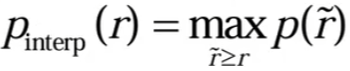 p_interp(r) = max_{r̃≥r} p(r̃)